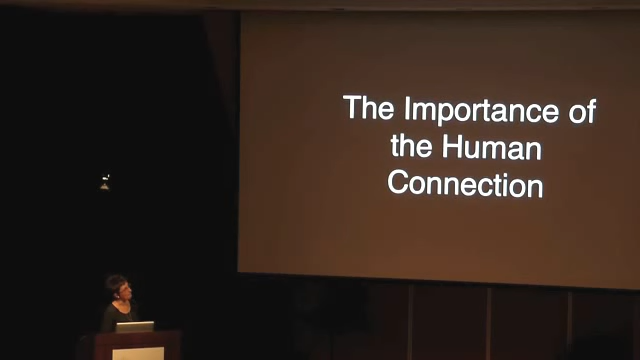 The Importance of
the Human
Connection